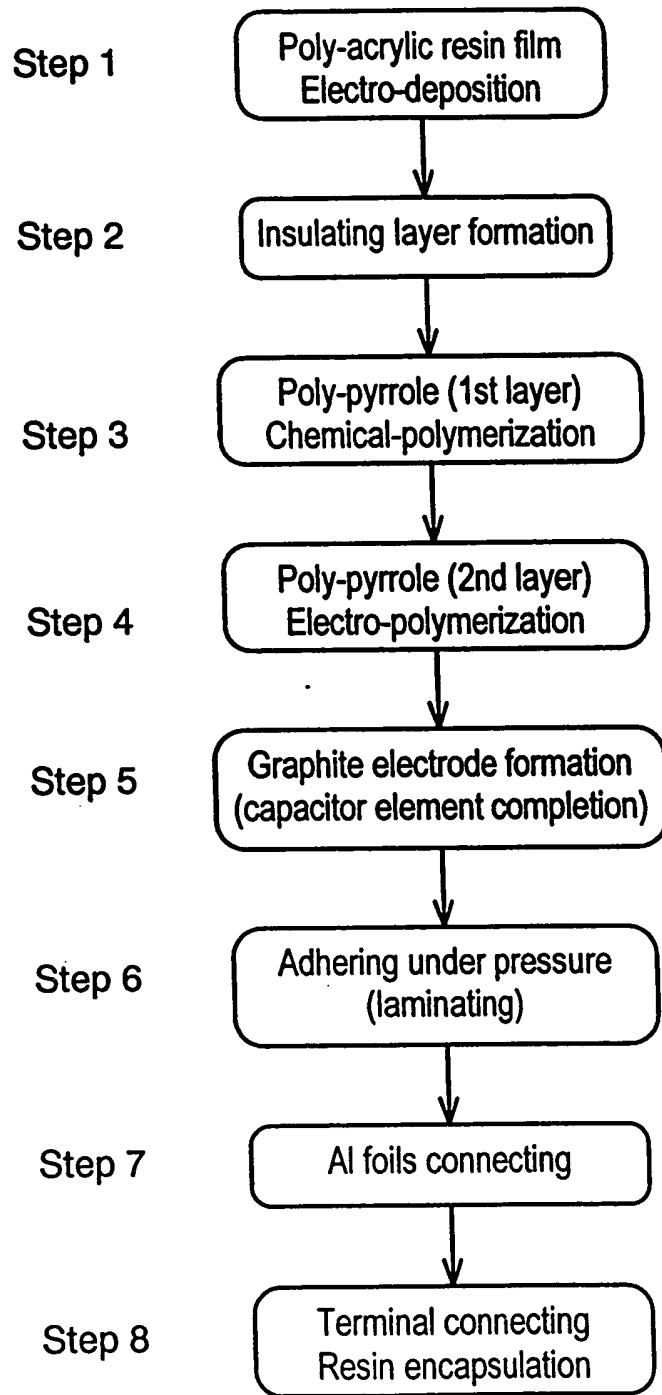 Step 1
Poly-acrylic resin film
Electro-deposition
Step 2
Insulating layer formation
Step 3
Poly-pyrrole (1st layer)
Chemical-polymerization
Step 4
Poly-pyrrole (2nd layer)
Electro-polymerization
Step 5
Graphite electrode formation
(capacitor element completion)
Step 6
Adhering under pressure
(laminating)
Step 7
Al foils connecting
Step 8
Terminal connecting
Resin encapsulation